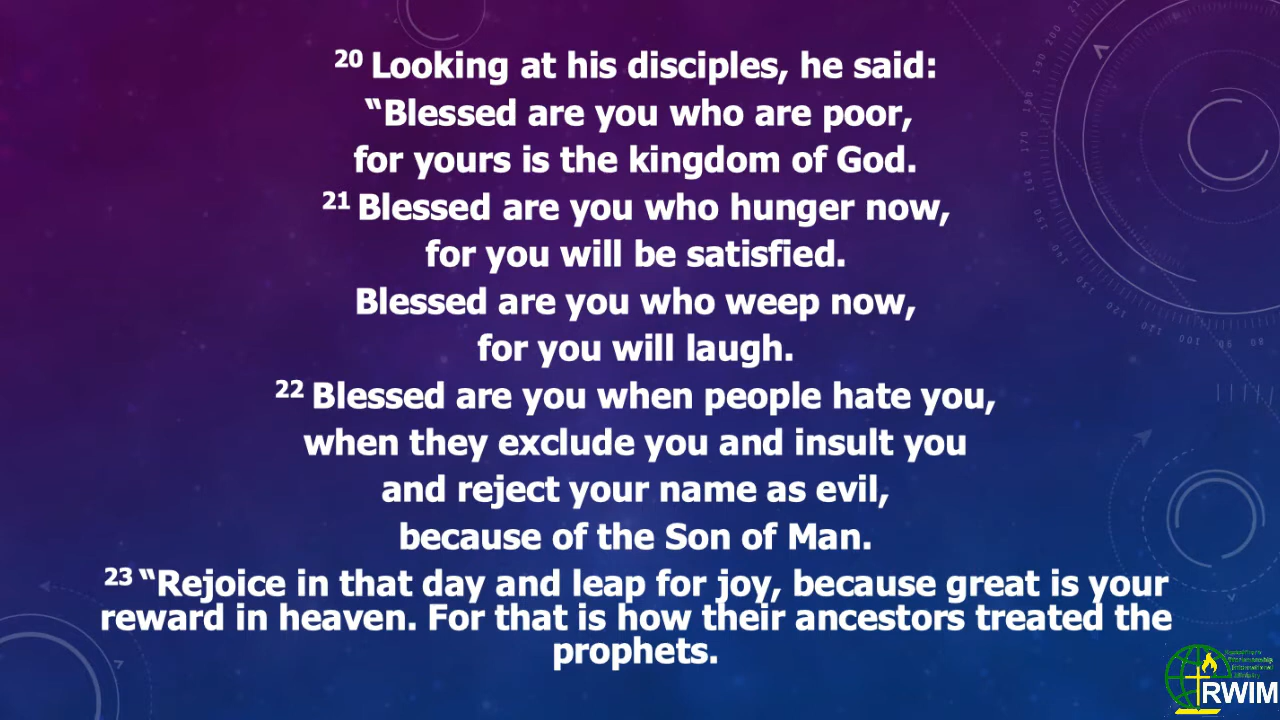 20 Looking at his disciples, he said:
“Blessed are you who are poor,
for yours is the kingdom of God.
21 Blessed are you who hunger now,
for you will be satisfied.
Blessed are you who weep now,
for you will laugh.
22 Blessed are you when people hate you,
when they exclude you and insult you
and reject your name as evil,
because of the Son of Man.
23 “Rejoice in that day and leap for joy, because great is your
reward in heaven. For that is how their ancestors treated the
prophets.
RWIM